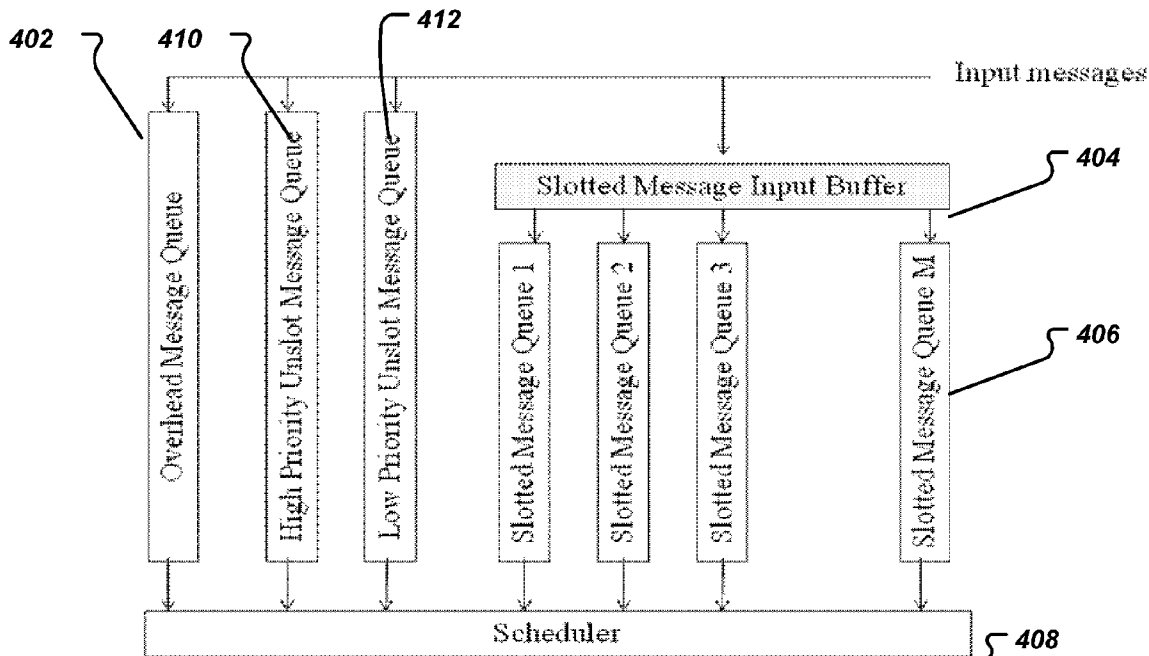 402
410
412
Input messages
404
Slotted Message Input Buffer
Overhead Message Queue
High Priority Unslot Message Queue
Low Priority Unslot Message Queue
Slotted Message Queue 1
Slotted Message Queue 2
Slotted Message Queue 3
Slotted Message Queue M
406
Scheduler
408